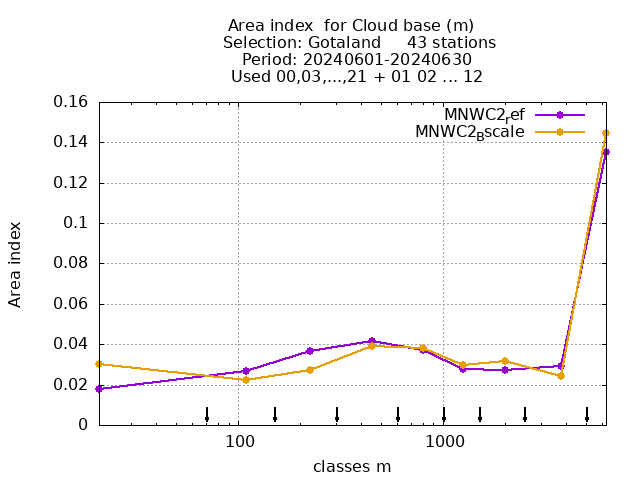 Area index  for Cloud base (m)
Selection: Gotaland     43 stations
Period: 20240601-20240630
Used 00,03,...,21 + 01 02 ... 12
MNWC2ref
MNWC2Bscale
0.16
0.14
0.12
0.1
0.08
0.06
0.04
0.02
0
Area index
100
1000
classes m